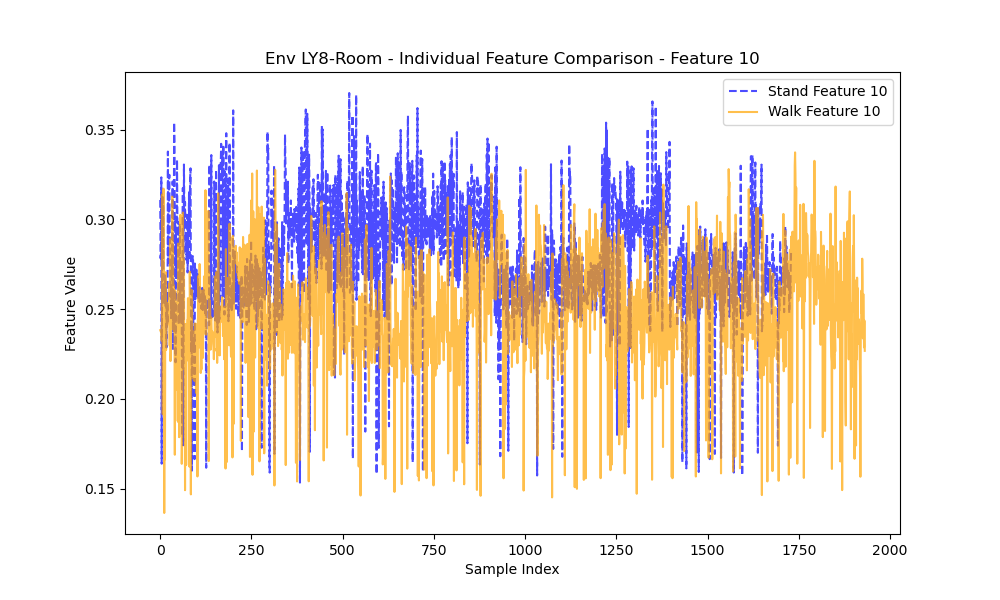 Env LY8-Room - Individual Feature Comparison - Feature 10
Stand Feature 10
Walk Feature 10
Feature Value
0.35
0.30
0.25
0.20
0.15
0
250
500
750
1000
1250
1500
1750
2000
Sample Index